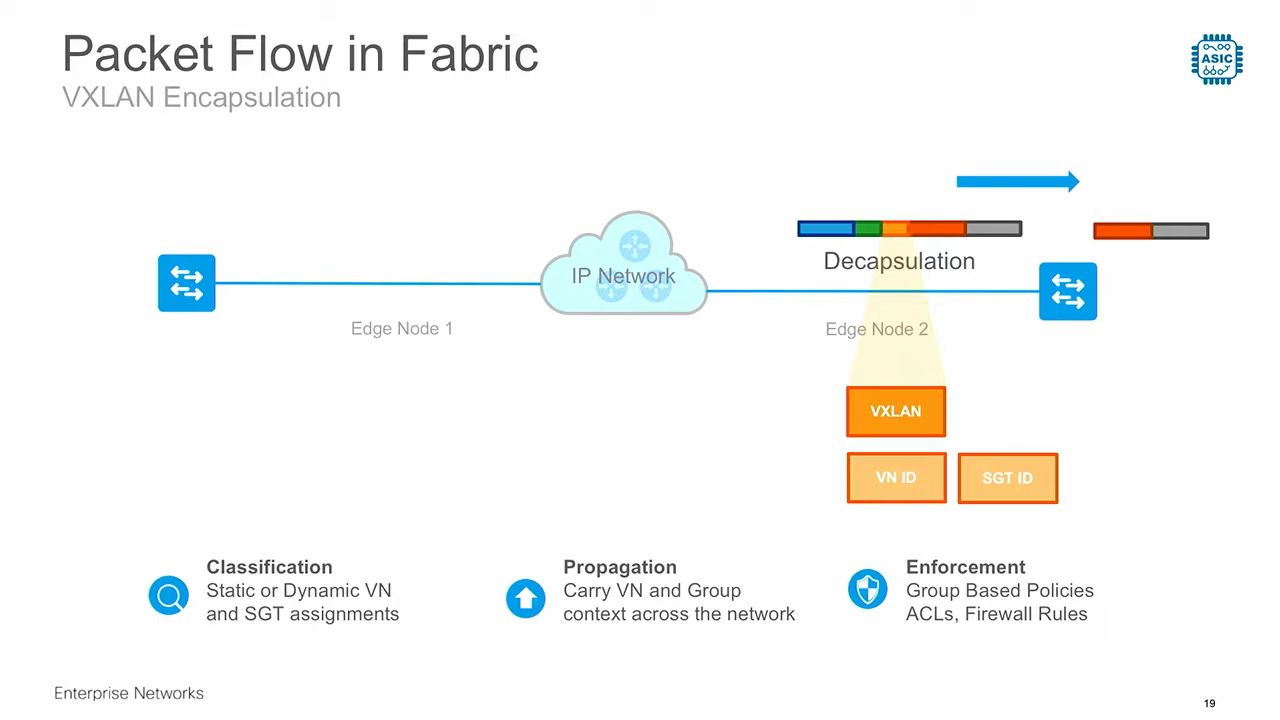 Packet Flow in Fabric
VXLAN Encapsulation
ASIC
IP Network
Decapsulation
Edge Node 1
Edge Node 2
VXLAN
VN ID
SGT ID
Classification
Static or Dynamic VN
and SGT assignments
Propagation
Carry VN and Group
context across the network
Enforcement
Group Based Policies
ACLs, Firewall Rules
Enterprise Networks
19